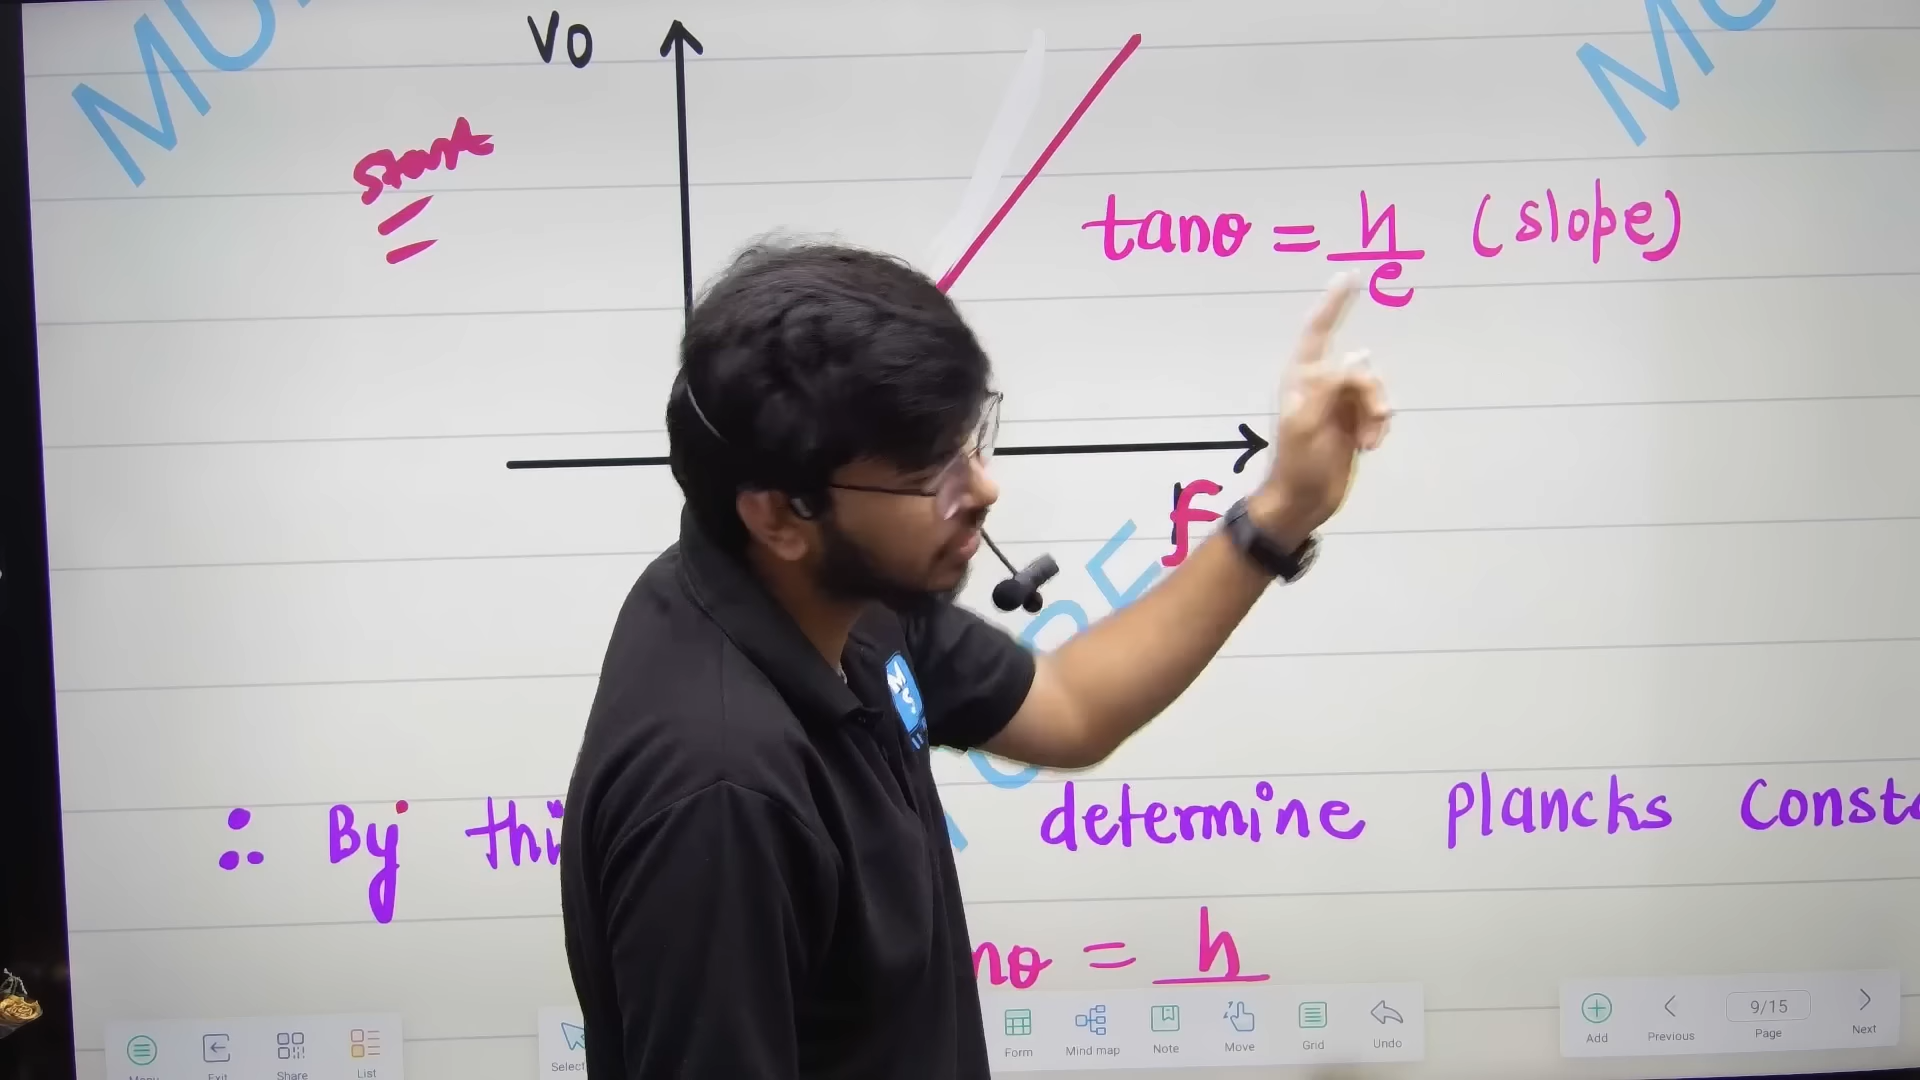 V0
start
tanθ = h/e (slope)
f
∴ By thi determine plancks Const
nθ = h
Menu
Exit
Share
List
Select
Form
Mind map
Note
Move
Grid
Undo
Add
Previous
9/15
Page
Next